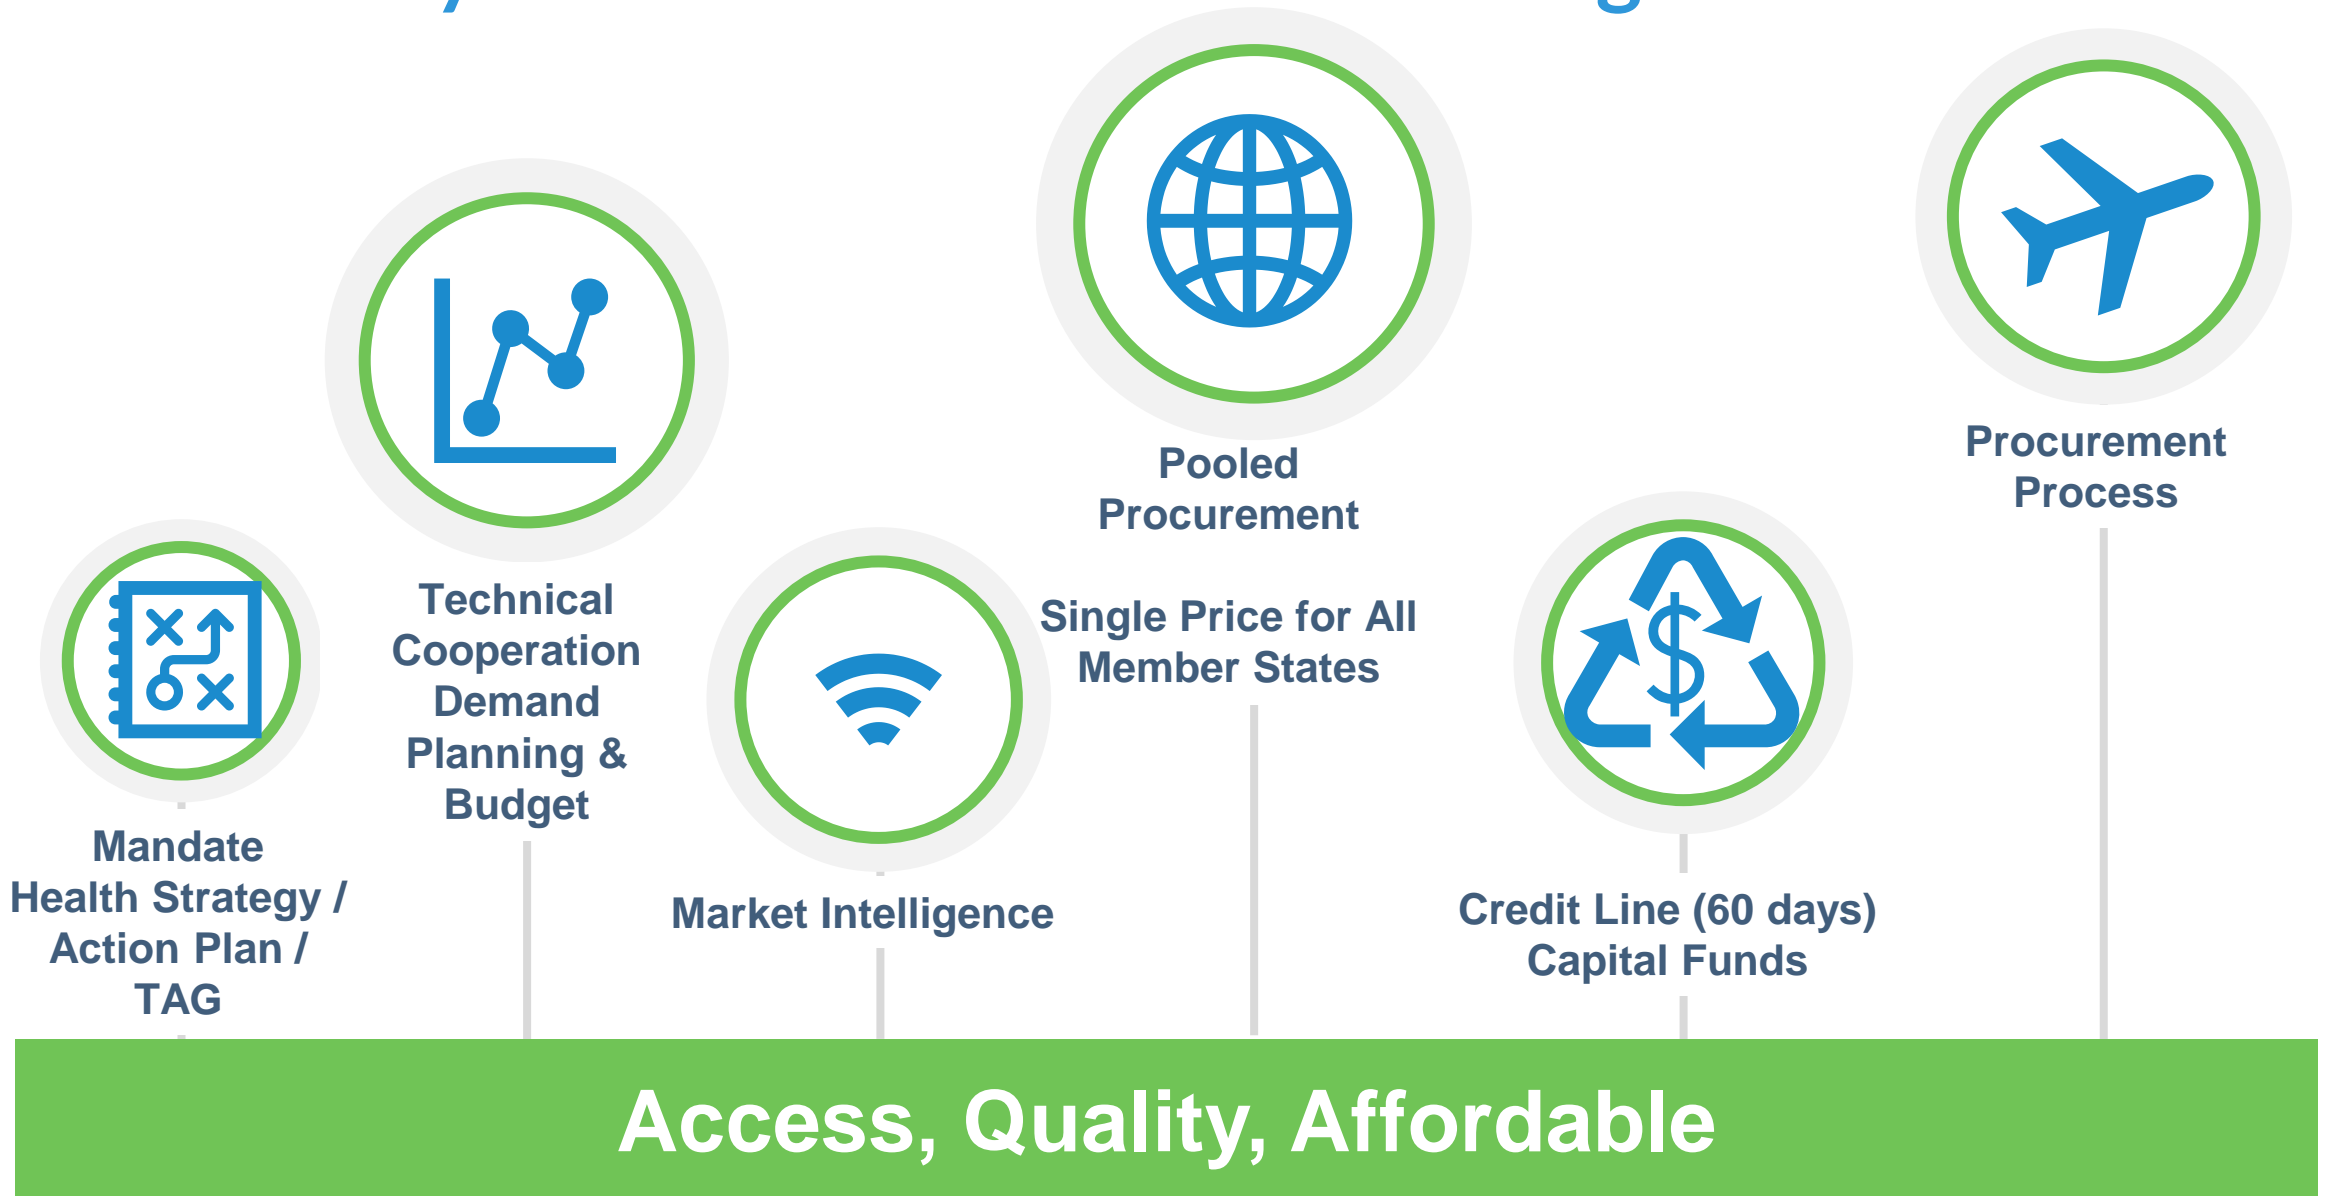 Mandate
Health Strategy /
Action Plan /
TAG
Technical
Cooperation
Demand
Planning &
Budget
Market Intelligence
Pooled
Procurement
Single Price for All
Member States
Credit Line (60 days)
Capital Funds
Procurement
Process
Access, Quality, Affordable